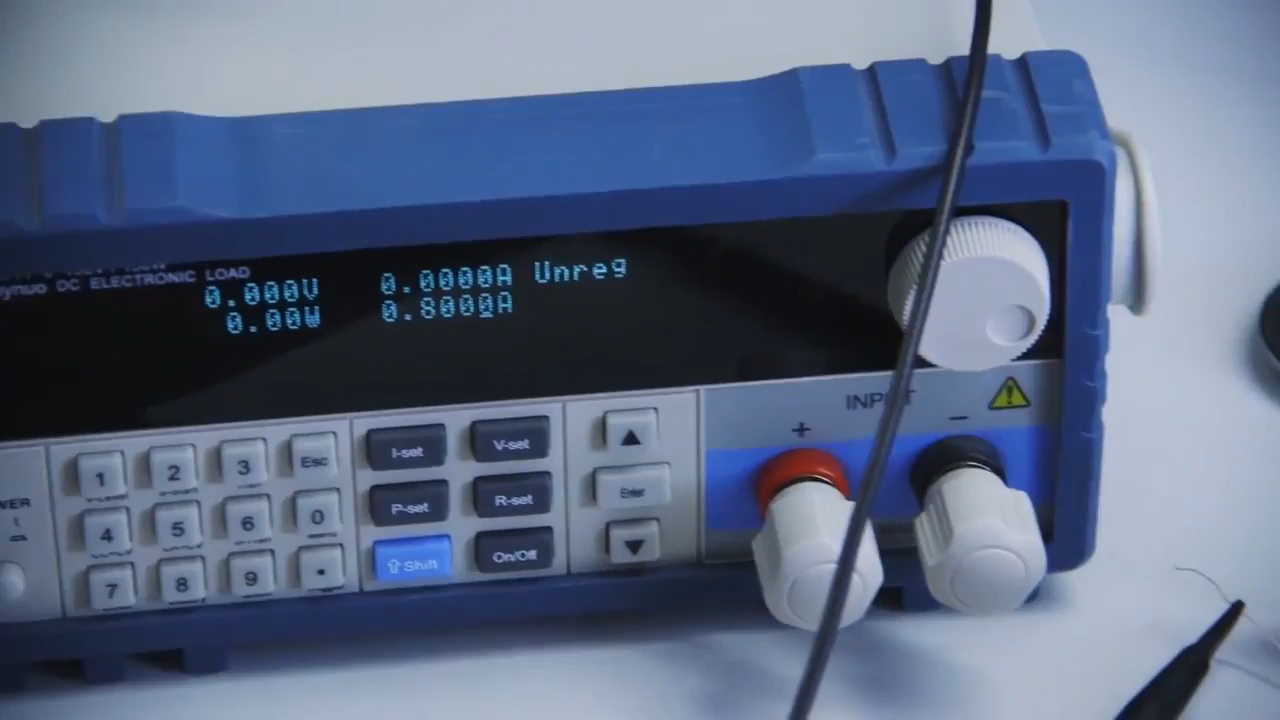 DC ELECTRONIC LOAD
0.000V 0.0000A Unreg
0.00W 0.8000A
INPUT
+ −
1 2 3 Esc
4 5 6 0
7 8 9 .
I-set V-set
P-set R-set
⇧ Shift On/Off
▲
Enter
▼